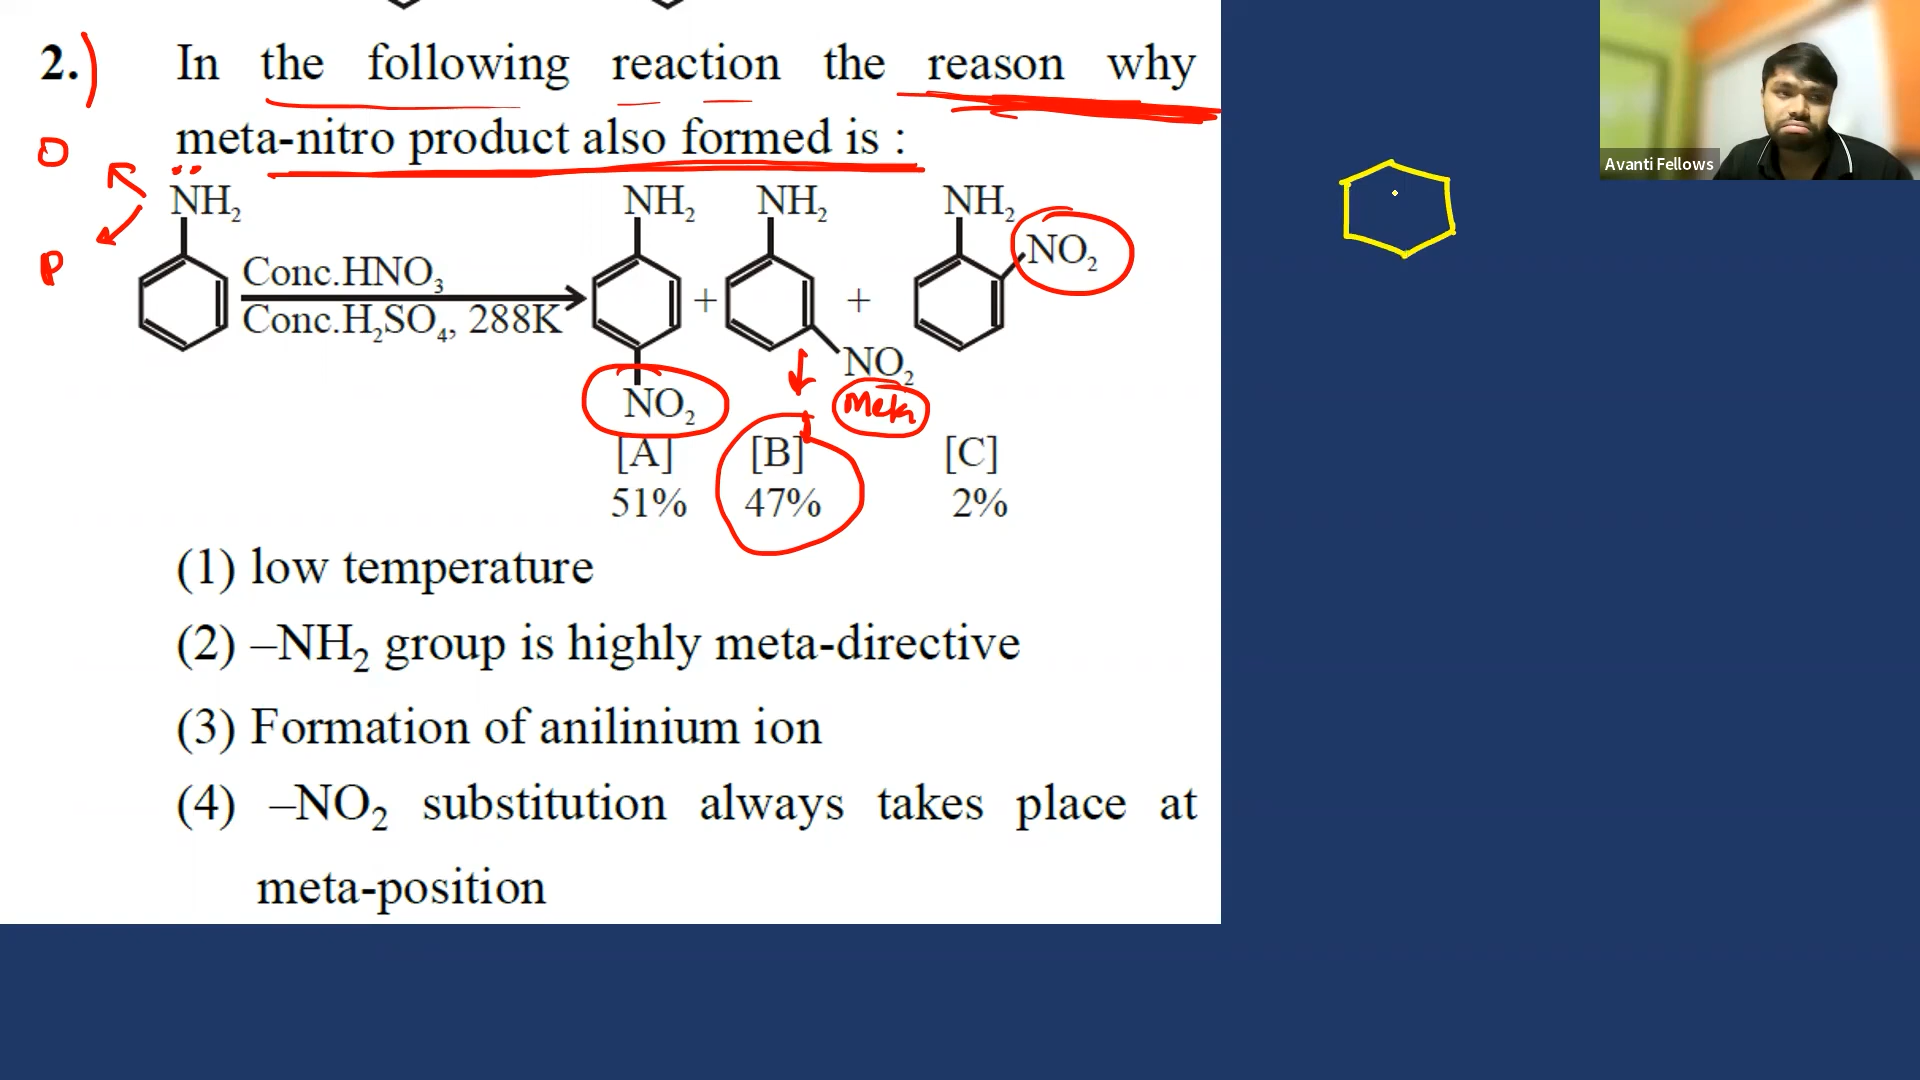 2.) In the following reaction the reason why
meta-nitro product also formed is :
O
P
NH2 NH2 NH2 NH2
NO2
Conc.HNO3
+ +
Conc.H2SO4, 288K
NO2
Meta
NO2
[A] [B] [C]
51% 47% 2%
(1) low temperature
(2) –NH2 group is highly meta-directive
(3) Formation of anilinium ion
(4) –NO2 substitution always takes place at
meta-position
Avanti Fellows